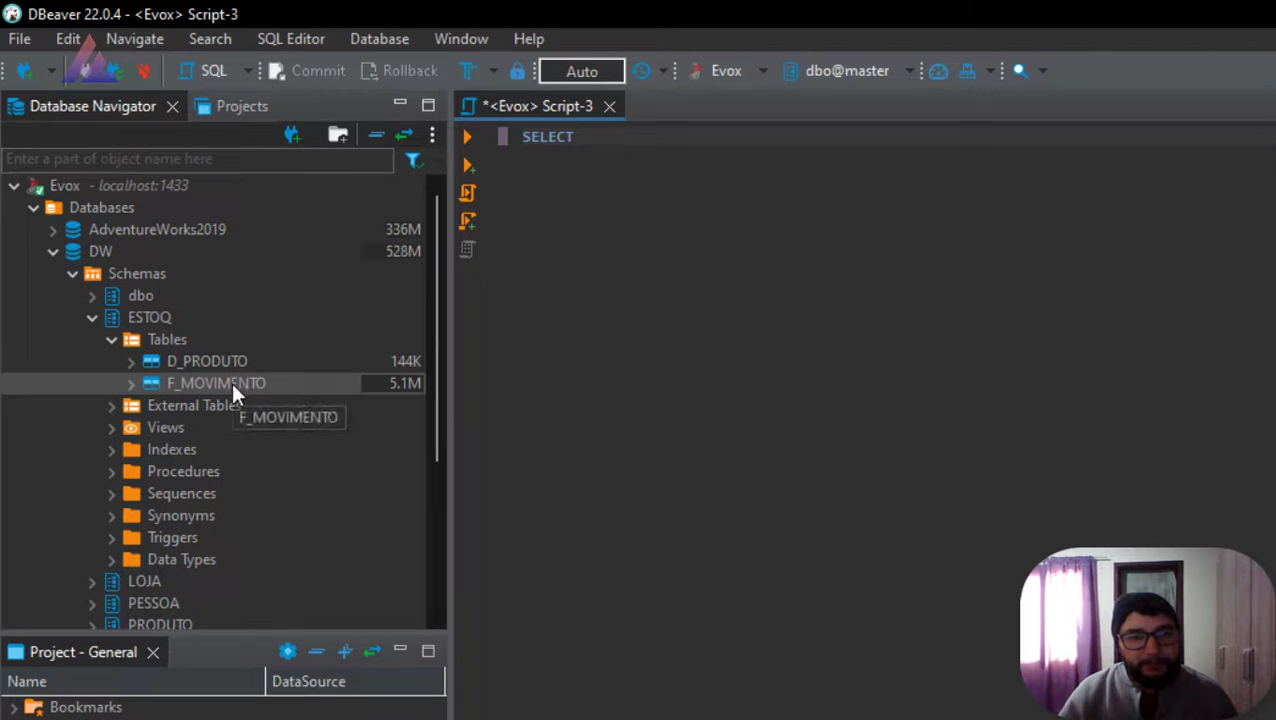 DBeaver 22.0.4 - <Evox> Script-3
File Edit Navigate Search SQL Editor Database Window Help
SQL Commit Rollback Auto Evox dbo@master
Database Navigator Projects
*<Evox> Script-3
Enter a part of object name here
SELECT
Evox - localhost:1433
Databases
AdventureWorks2019 336M
DW 528M
Schemas
dbo
ESTOQ
Tables
D_PRODUTO 144K
F_MOVIMENTO 5.1M
External Tables
F_MOVIMENTO
Views
Indexes
Procedures
Sequences
Synonyms
Triggers
Data Types
LOJA
PESSOA
PRODUTO
Project - General
Name DataSource
Bookmarks